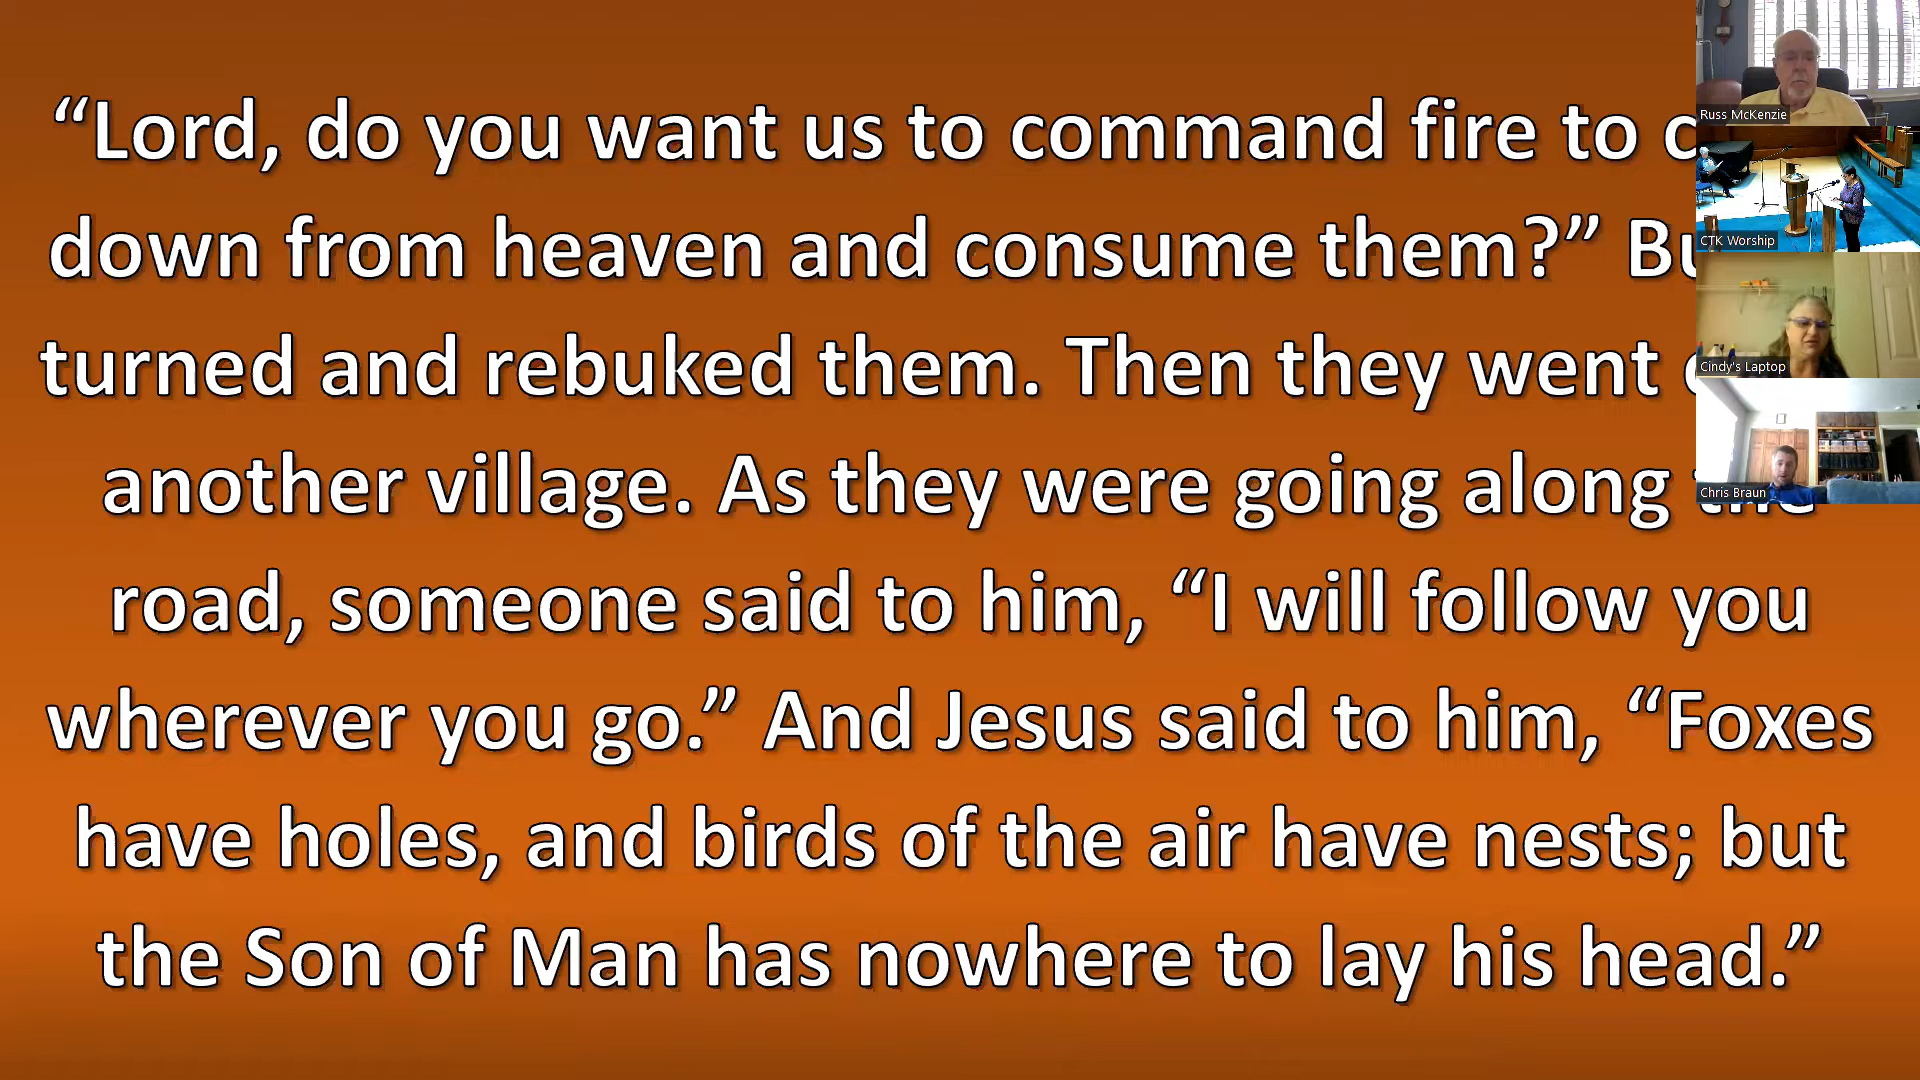 “Lord, do you want us to command fire to c
down from heaven and consume them?” Bu
turned and rebuked them. Then they went
another village. As they were going along the
road, someone said to him, “I will follow you
wherever you go.” And Jesus said to him, “Foxes
have holes, and birds of the air have nests; but
the Son of Man has nowhere to lay his head.”
Russ McKenzie
CTK Worship
Cindy's Laptop
Chris Braun